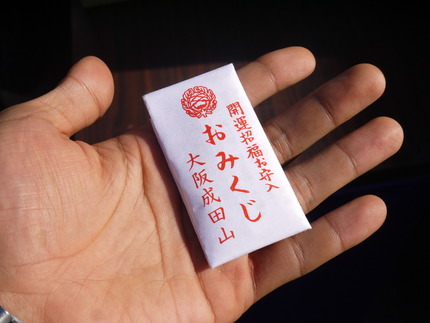 開運招福お守入
おみくじ
大阪成田山